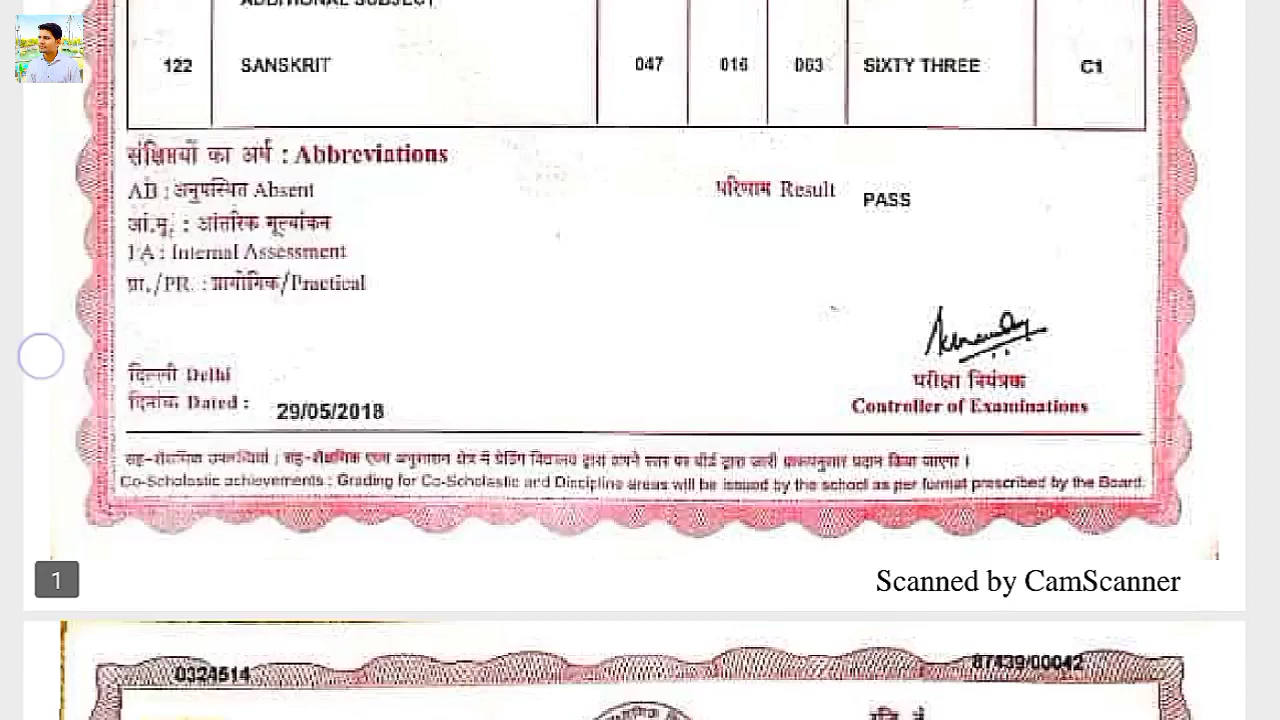 ADDITIONAL SUBJECT
122 SANSKRIT 047 016 063 SIXTY THREE C1
संक्षिप्तियों का अर्थ : Abbreviations
AB : अनुपस्थित Absent
परिणाम Result PASS
आं.मू. : आंतरिक मूल्यांकन
IA : Internal Assessment
प्रा./PR. : प्रायोगिक/Practical
परीक्षा नियंत्रक
Controller of Examinations
दिल्ली Delhi
दिनांक Dated : 29/05/2018
Co-Scholastic achievements : Grading for Co-Scholastic and Discipline areas will be issued by the school as per format prescribed by the Board.
1
Scanned by CamScanner
0324514 87439/00042